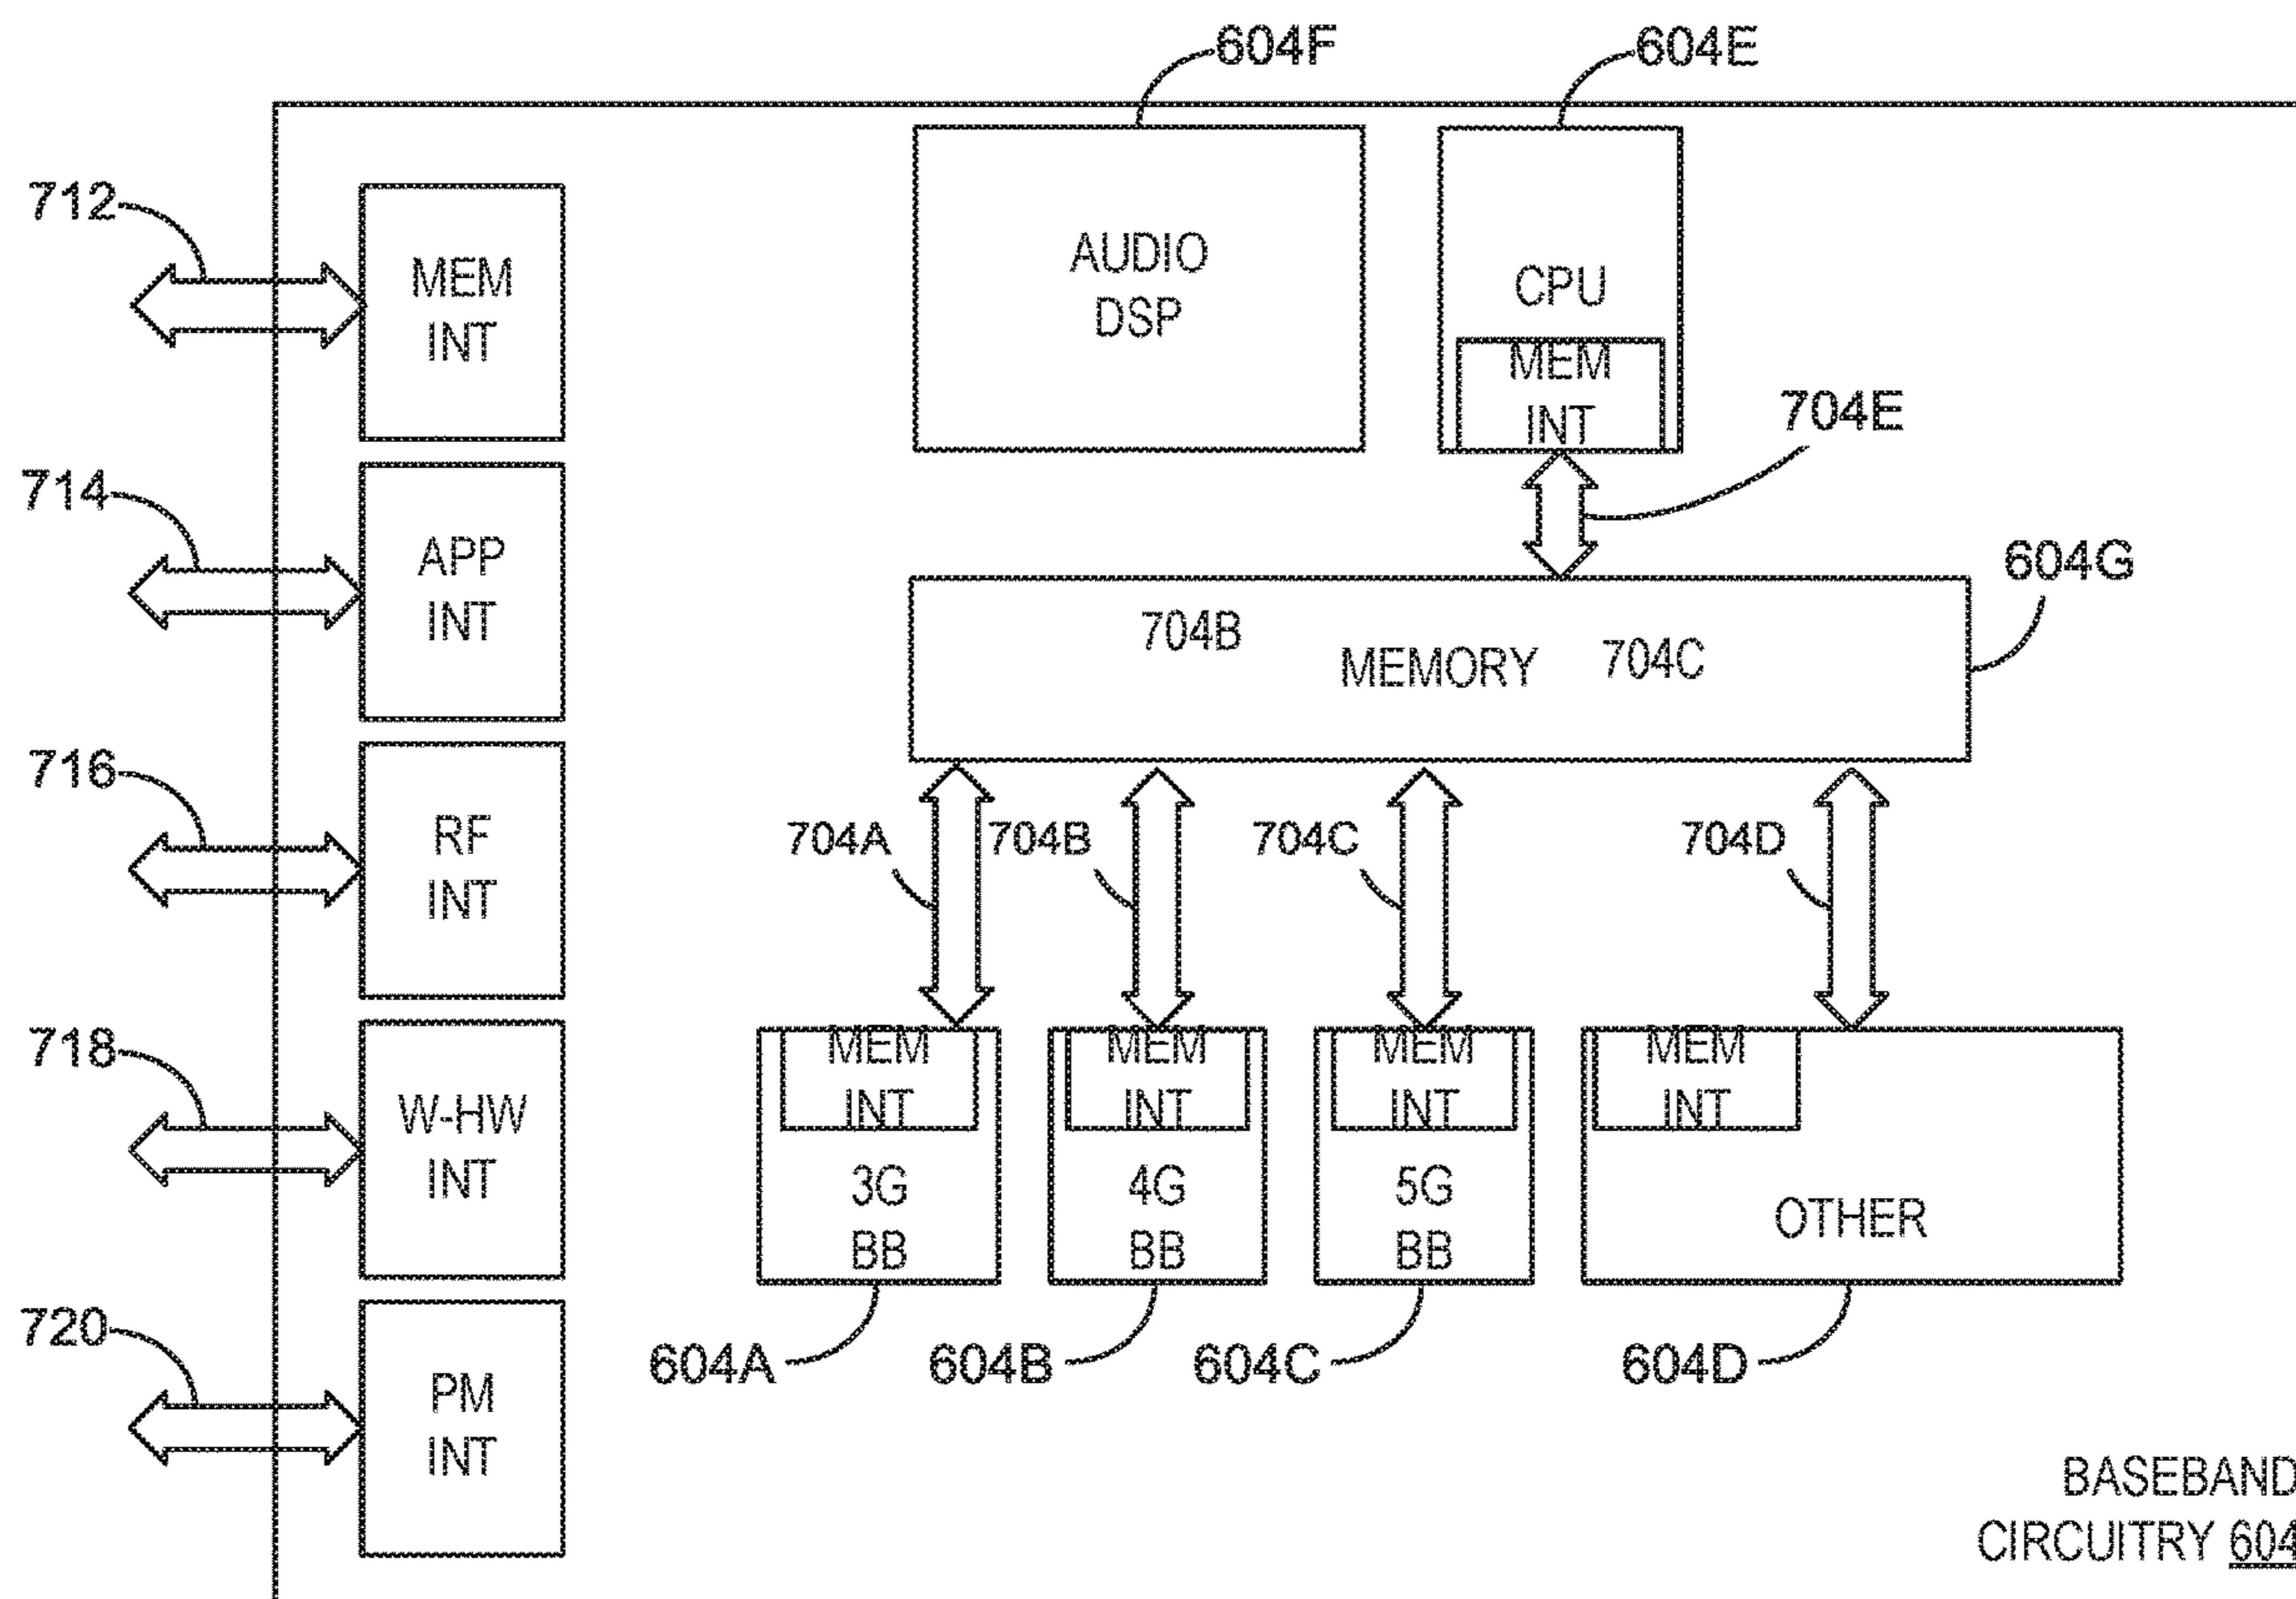 604F
604E
712
MEM
INT
AUDIO
DSP
CPU
MEM
INT
704E
714
APP
INT
604G
704B
MEMORY
704C
716
RF
INT
704A
704B
704C
704D
718
W-HW
INT
MEM
INT
3G
BB
MEM
INT
4G
BB
MEM
INT
5G
BB
MEM
INT
OTHER
720
PM
INT
604A
604B
604C
604D
BASEBAND
CIRCUITRY 604